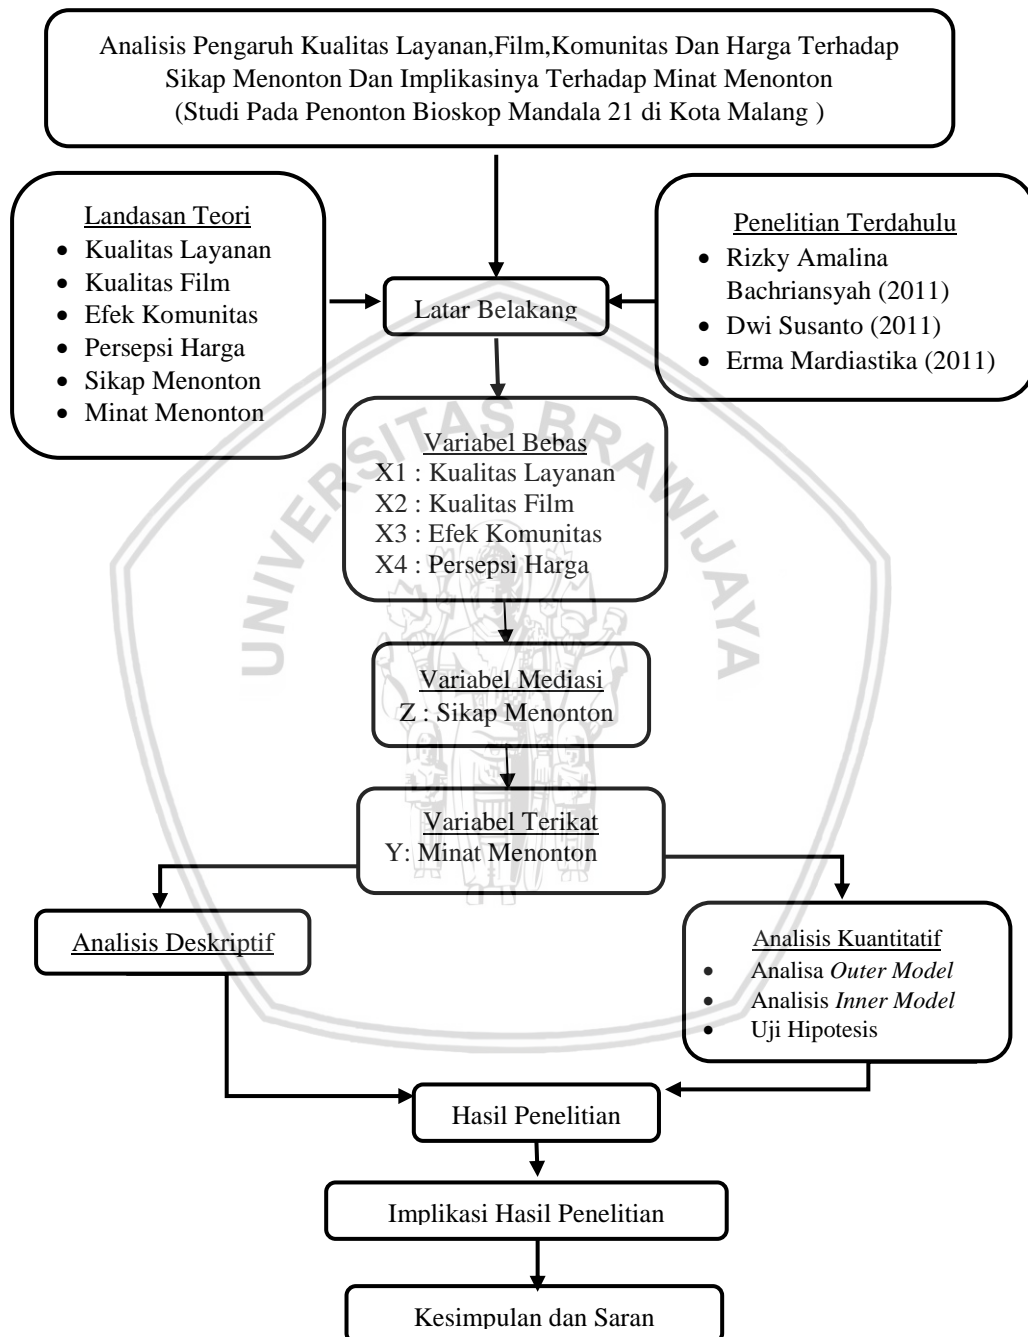 Analisis Pengaruh Kualitas Layanan,Film,Komunitas Dan Harga Terhadap
Sikap Menonton Dan Implikasinya Terhadap Minat Menonton
(Studi Pada Penonton Bioskop Mandala 21 di Kota Malang )
Landasan Teori
• Kualitas Layanan
• Kualitas Film
• Efek Komunitas
• Persepsi Harga
• Sikap Menonton
• Minat Menonton
Penelitian Terdahulu
• Rizky Amalina
Bachriansyah (2011)
• Dwi Susanto (2011)
• Erma Mardiastika (2011)
Latar Belakang
UNIVERSITAS BRAWIJAYA
Variabel Bebas
X1 : Kualitas Layanan
X2 : Kualitas Film
X3 : Efek Komunitas
X4 : Persepsi Harga
Variabel Mediasi
Z : Sikap Menonton
Variabel Terikat
Y: Minat Menonton
Analisis Deskriptif
Analisis Kuantitatif
• Analisa Outer Model
• Analisis Inner Model
• Uji Hipotesis
Hasil Penelitian
Implikasi Hasil Penelitian
Kesimpulan dan Saran